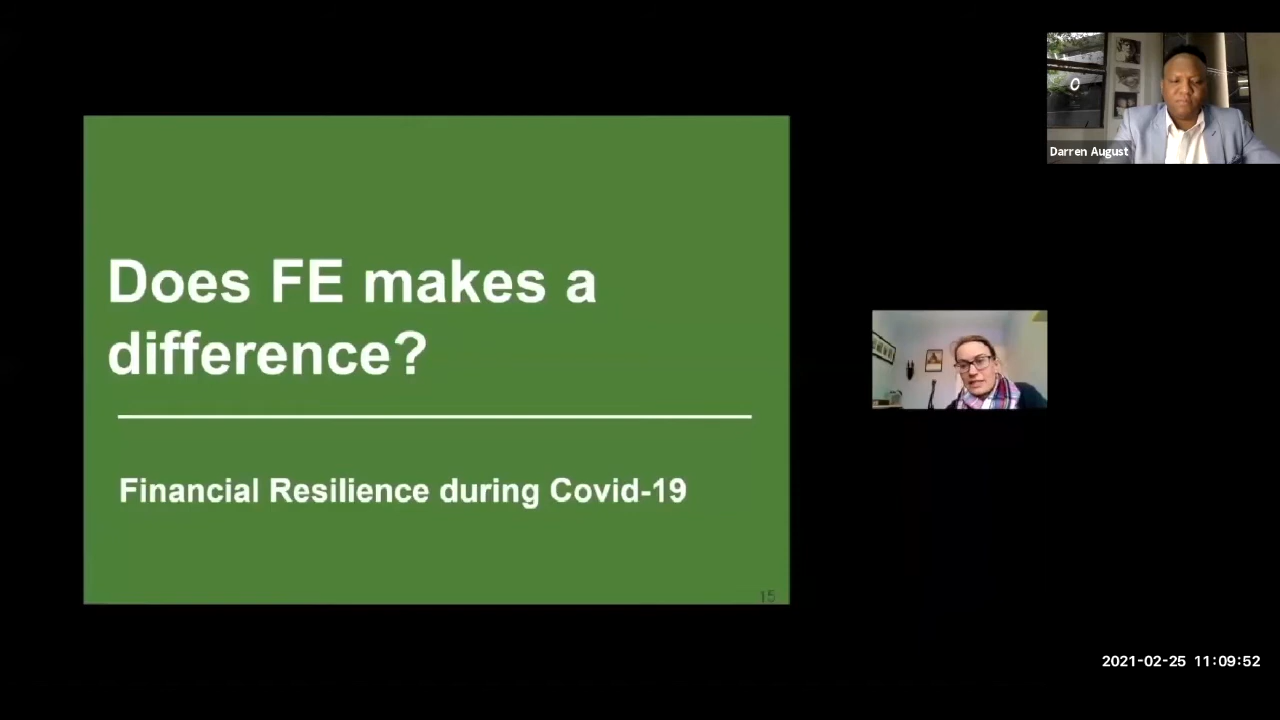 Does FE makes a
difference?
Financial Resilience during Covid-19
15
Darren August
2021-02-25 11:09:52